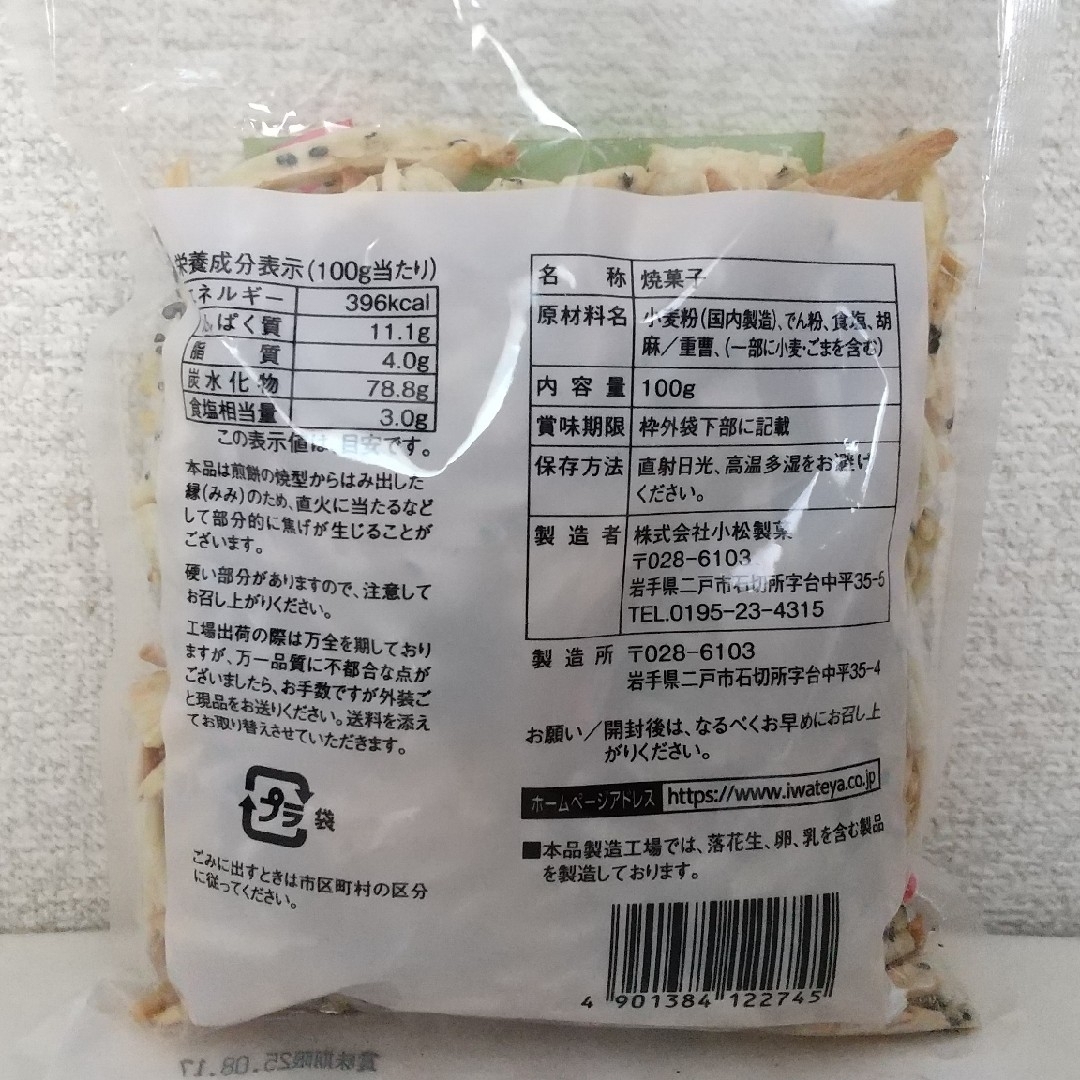 栄養成分表示(100g当たり)
エネルギー 396kcal
たんぱく質 11.1g
脂質 4.0g
炭水化物 78.8g
食塩相当量 3.0g
この表示値は、目安です。
本品は煎餅の焼型からはみ出した
縁(みみ)のため、直火に当たるなど
して部分的に焦げが生じることが
ございます。
硬い部分がありますので、注意して
お召し上がりください。
工場出荷の際は万全を期しており
ますが、万一品質に不都合な点が
ございましたら、お手数ですが外装ご
と現品をお送りください。送料を添え
てお取り替えさせていただきます。
プラ 袋
ごみに出すときは市区町村の区分
に従ってください。
名称 焼菓子
原材料名 小麦粉(国内製造)、でん粉、食塩、胡
麻／重曹、(一部に小麦・ごまを含む)
内容量 100g
賞味期限 枠外袋下部に記載
保存方法 直射日光、高温多湿をお避け
ください。
製造者 株式会社小松製菓
〒028-6103
岩手県二戸市石切所字台中平35-5
TEL.0195-23-4315
製造所 〒028-6103
岩手県二戸市石切所字台中平35-4
お願い／開封後は、なるべくお早めにお召し上
がりください。
ホームページアドレス https://www.iwateya.co.jp
■本品製造工場では、落花生、卵、乳を含む製品
を製造しております。
4 901384 122745
賞味期限25.08.17